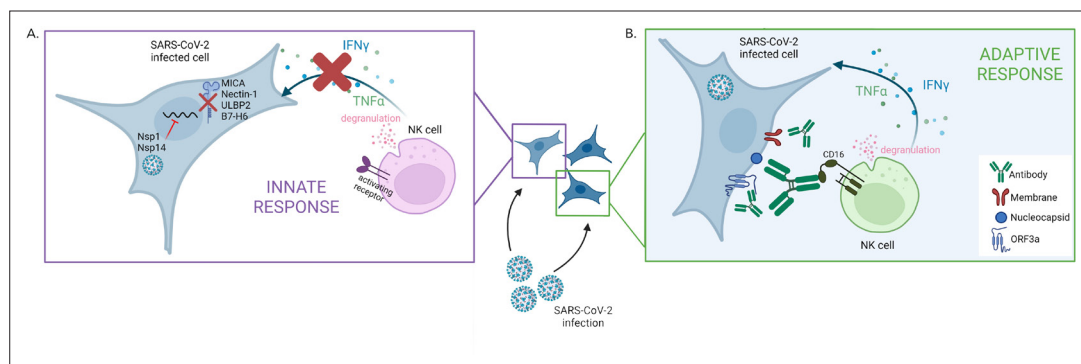 A.
SARS-CoV-2
infected cell
IFNγ
MICA
Nectin-1
ULBP2
B7-H6
TNFα
degranulation
Nsp1
Nsp14
NK cell
activating
receptor
INNATE
RESPONSE
SARS-CoV-2
infection
B.
SARS-CoV-2
infected cell
ADAPTIVE
RESPONSE
IFNγ
TNFα
degranulation
CD16
NK cell
Antibody
Membrane
Nucleocapsid
ORF3a